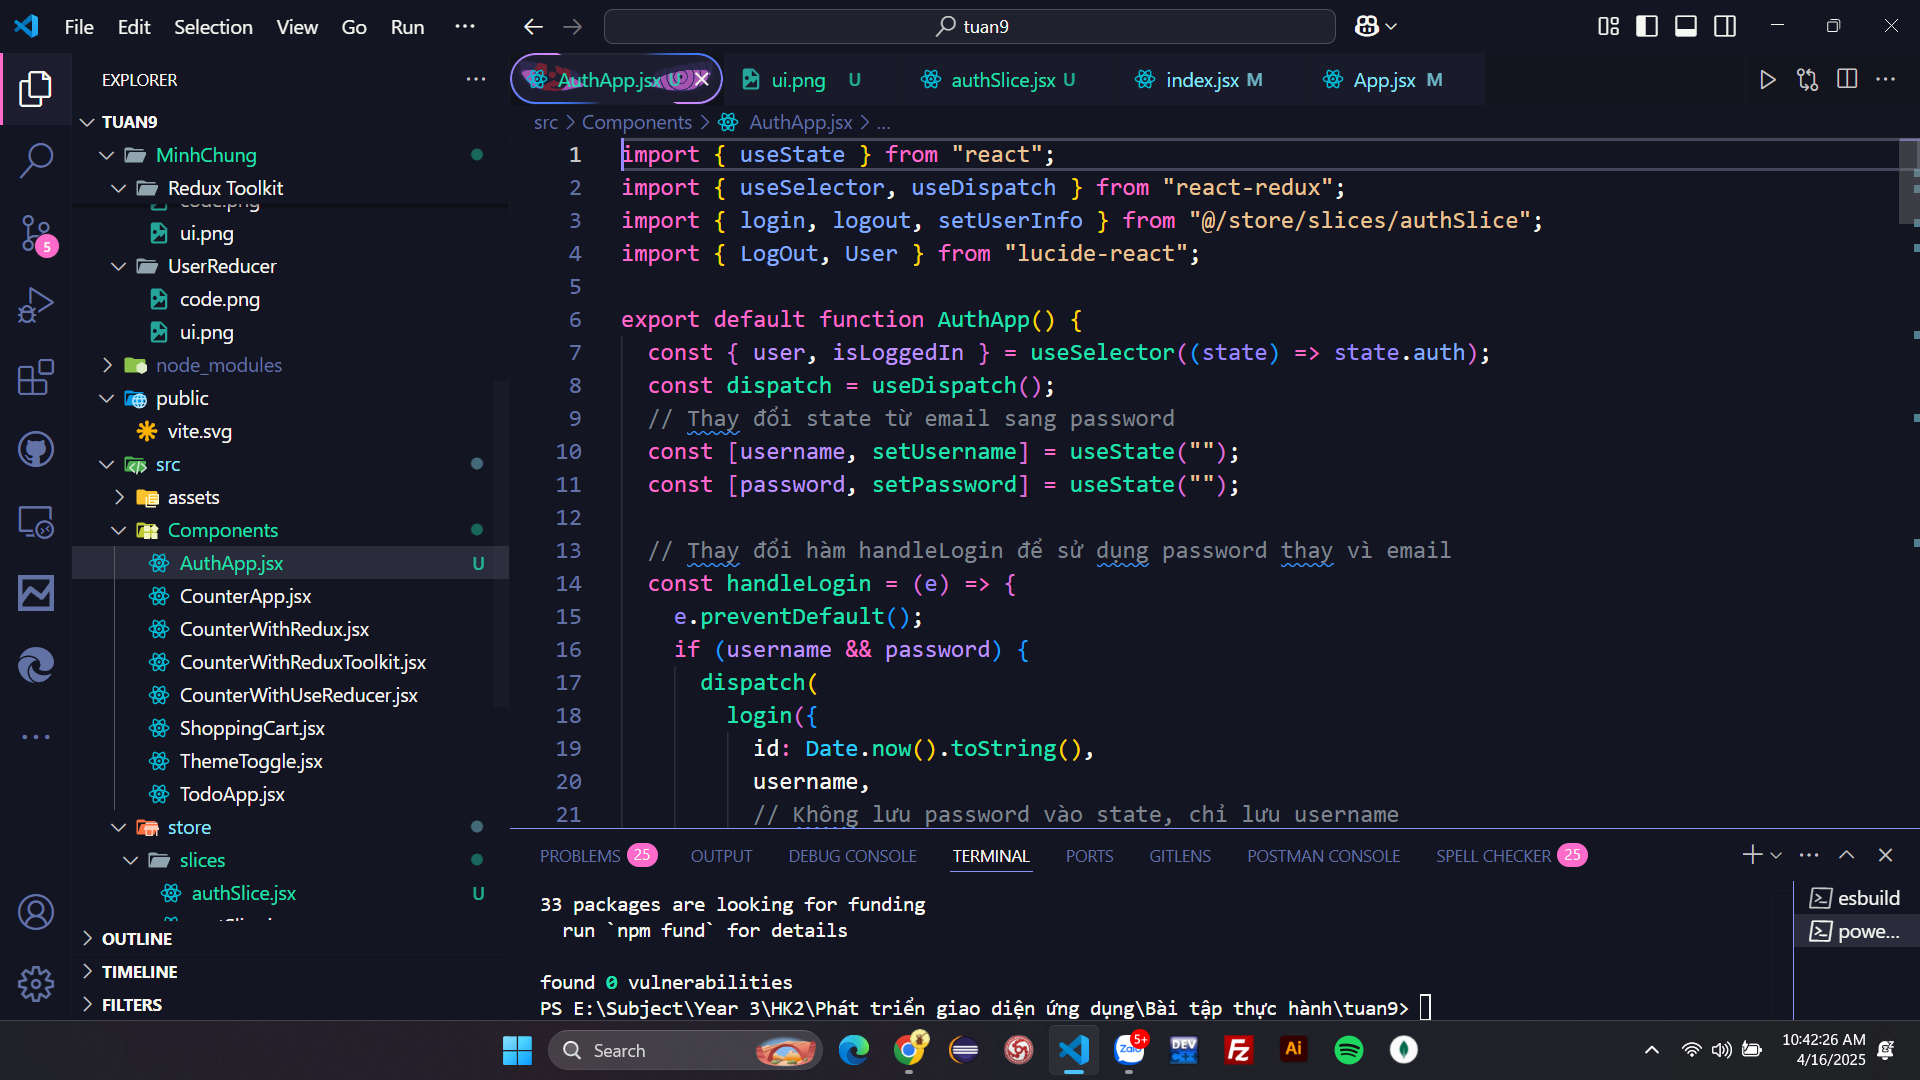 File Edit Selection View Go Run
tuan9
EXPLORER
TUAN9
MinhChung
Redux Toolkit
code.png
ui.png
UserReducer
code.png
ui.png
node_modules
public
vite.svg
src
assets
Components
AuthApp.jsx U
CounterApp.jsx
CounterWithRedux.jsx
CounterWithReduxToolkit.jsx
CounterWithUseReducer.jsx
ShoppingCart.jsx
ThemeToggle.jsx
TodoApp.jsx
store
slices
authSlice.jsx U
OUTLINE
TIMELINE
FILTERS
5
AuthApp.jsx U
ui.png U
authSlice.jsx U
index.jsx M
App.jsx M
src > Components > AuthApp.jsx > ...
1 import { useState } from "react";
2 import { useSelector, useDispatch } from "react-redux";
3 import { login, logout, setUserInfo } from "@/store/slices/authSlice";
4 import { LogOut, User } from "lucide-react";
5
6 export default function AuthApp() {
7 const { user, isLoggedIn } = useSelector((state) => state.auth);
8 const dispatch = useDispatch();
9 // Thay đổi state từ email sang password
10 const [username, setUsername] = useState("");
11 const [password, setPassword] = useState("");
12
13 // Thay đổi hàm handleLogin để sử dụng password thay vì email
14 const handleLogin = (e) => {
15 e.preventDefault();
16 if (username && password) {
17 dispatch(
18 login({
19 id: Date.now().toString(),
20 username,
21 // Không lưu password vào state, chỉ lưu username
PROBLEMS 25 OUTPUT DEBUG CONSOLE TERMINAL PORTS GITLENS POSTMAN CONSOLE SPELL CHECKER 25
33 packages are looking for funding
run `npm fund` for details
found 0 vulnerabilities
PS E:\Subject\Year 3\HK2\Phát triển giao diện ứng dụng\Bài tập thực hành\tuan9>
esbuild
powe...
Search
Zalo
5+
DEV
Fz
Ai
10:42:26 AM
4/16/2025